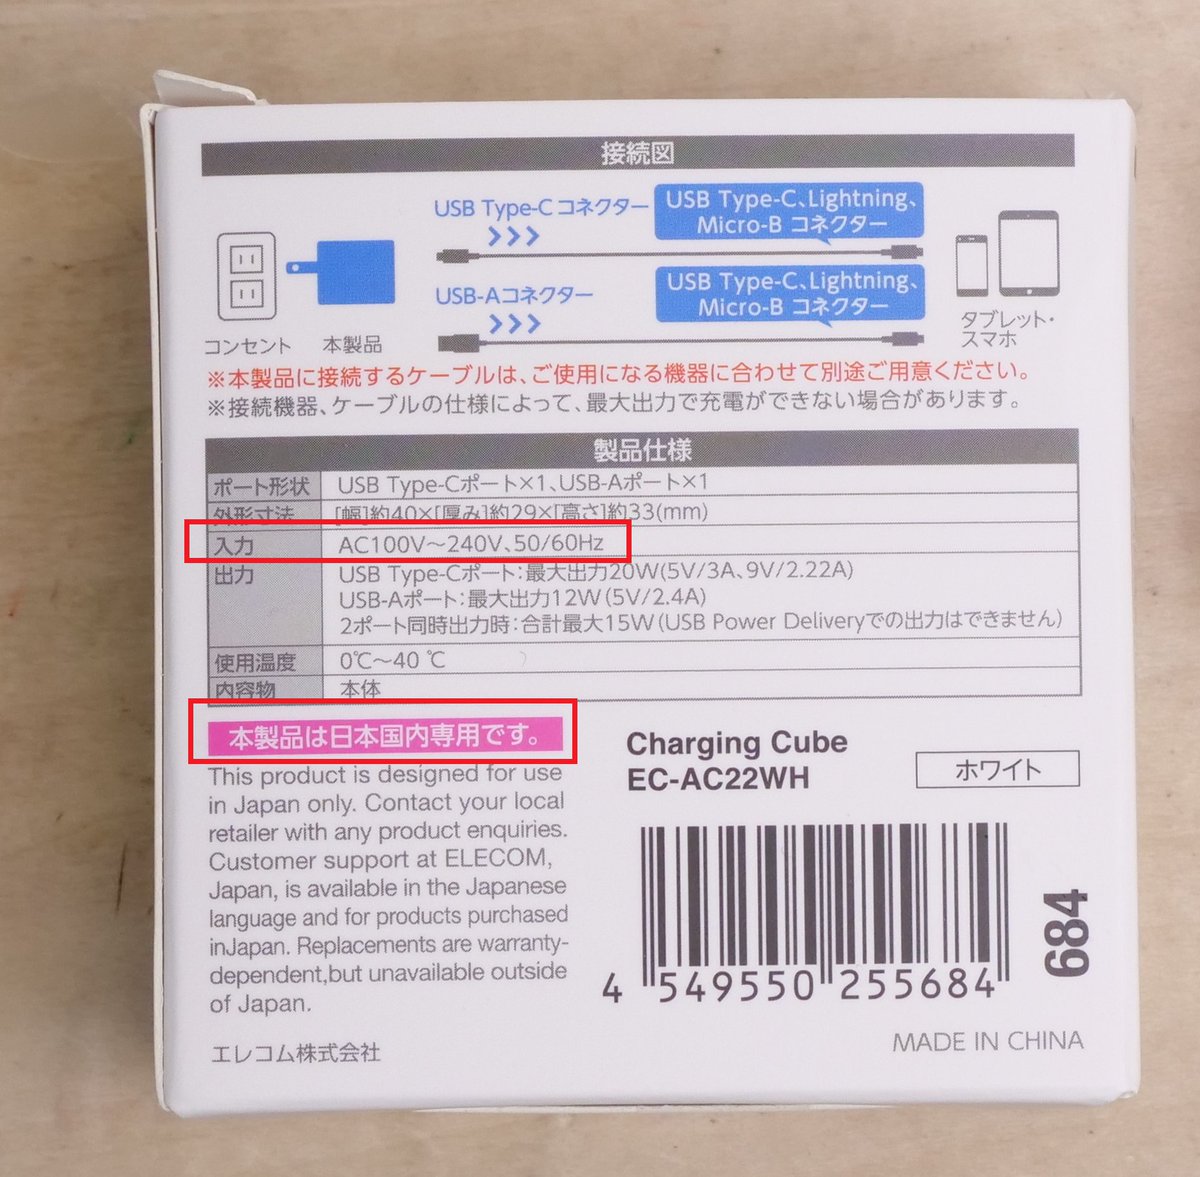 接続図
USB Type-C コネクター
USB Type-C、Lightning、
Micro-B コネクター
USB-Aコネクター
USB Type-C、Lightning、
Micro-B コネクター
コンセント
本製品
タブレット・
スマホ
※本製品に接続するケーブルは、ご使用になる機器に合わせて別途ご用意ください。
※接続機器、ケーブルの仕様によって、最大出力で充電ができない場合があります。
製品仕様
ポート形状 USB Type-Cポート×1、USB-Aポート×1
外形寸法 [幅]約40×[厚み]約29×[高さ]約33(mm)
入力 AC100V～240V、50/60Hz
出力 USB Type-Cポート：最大出力20W(5V/3A、9V/2.22A)
USB-Aポート：最大出力12W(5V/2.4A)
2ポート同時出力時：合計最大15W(USB Power Deliveryでの出力はできません)
使用温度 0℃～40℃
内容物 本体
本製品は日本国内専用です。
This product is designed for use
in Japan only. Contact your local
retailer with any product enquiries.
Customer support at ELECOM,
Japan, is available in the Japanese
language and for products purchased
inJapan. Replacements are warranty-
dependent,but unavailable outside
of Japan.
エレコム株式会社
Charging Cube
EC-AC22WH
ホワイト
4 549550 255684
684
MADE IN CHINA